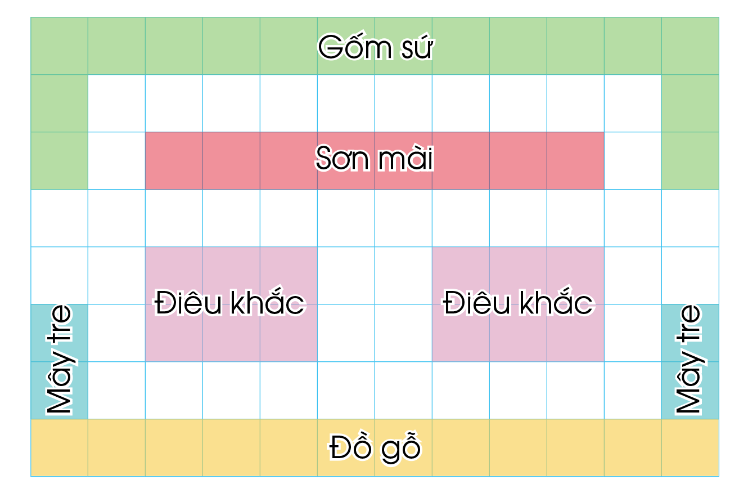 Gốm sứ
Sơn mài
Điêu khắc
Điêu khắc
Mây tre
Mây tre
Đồ gỗ